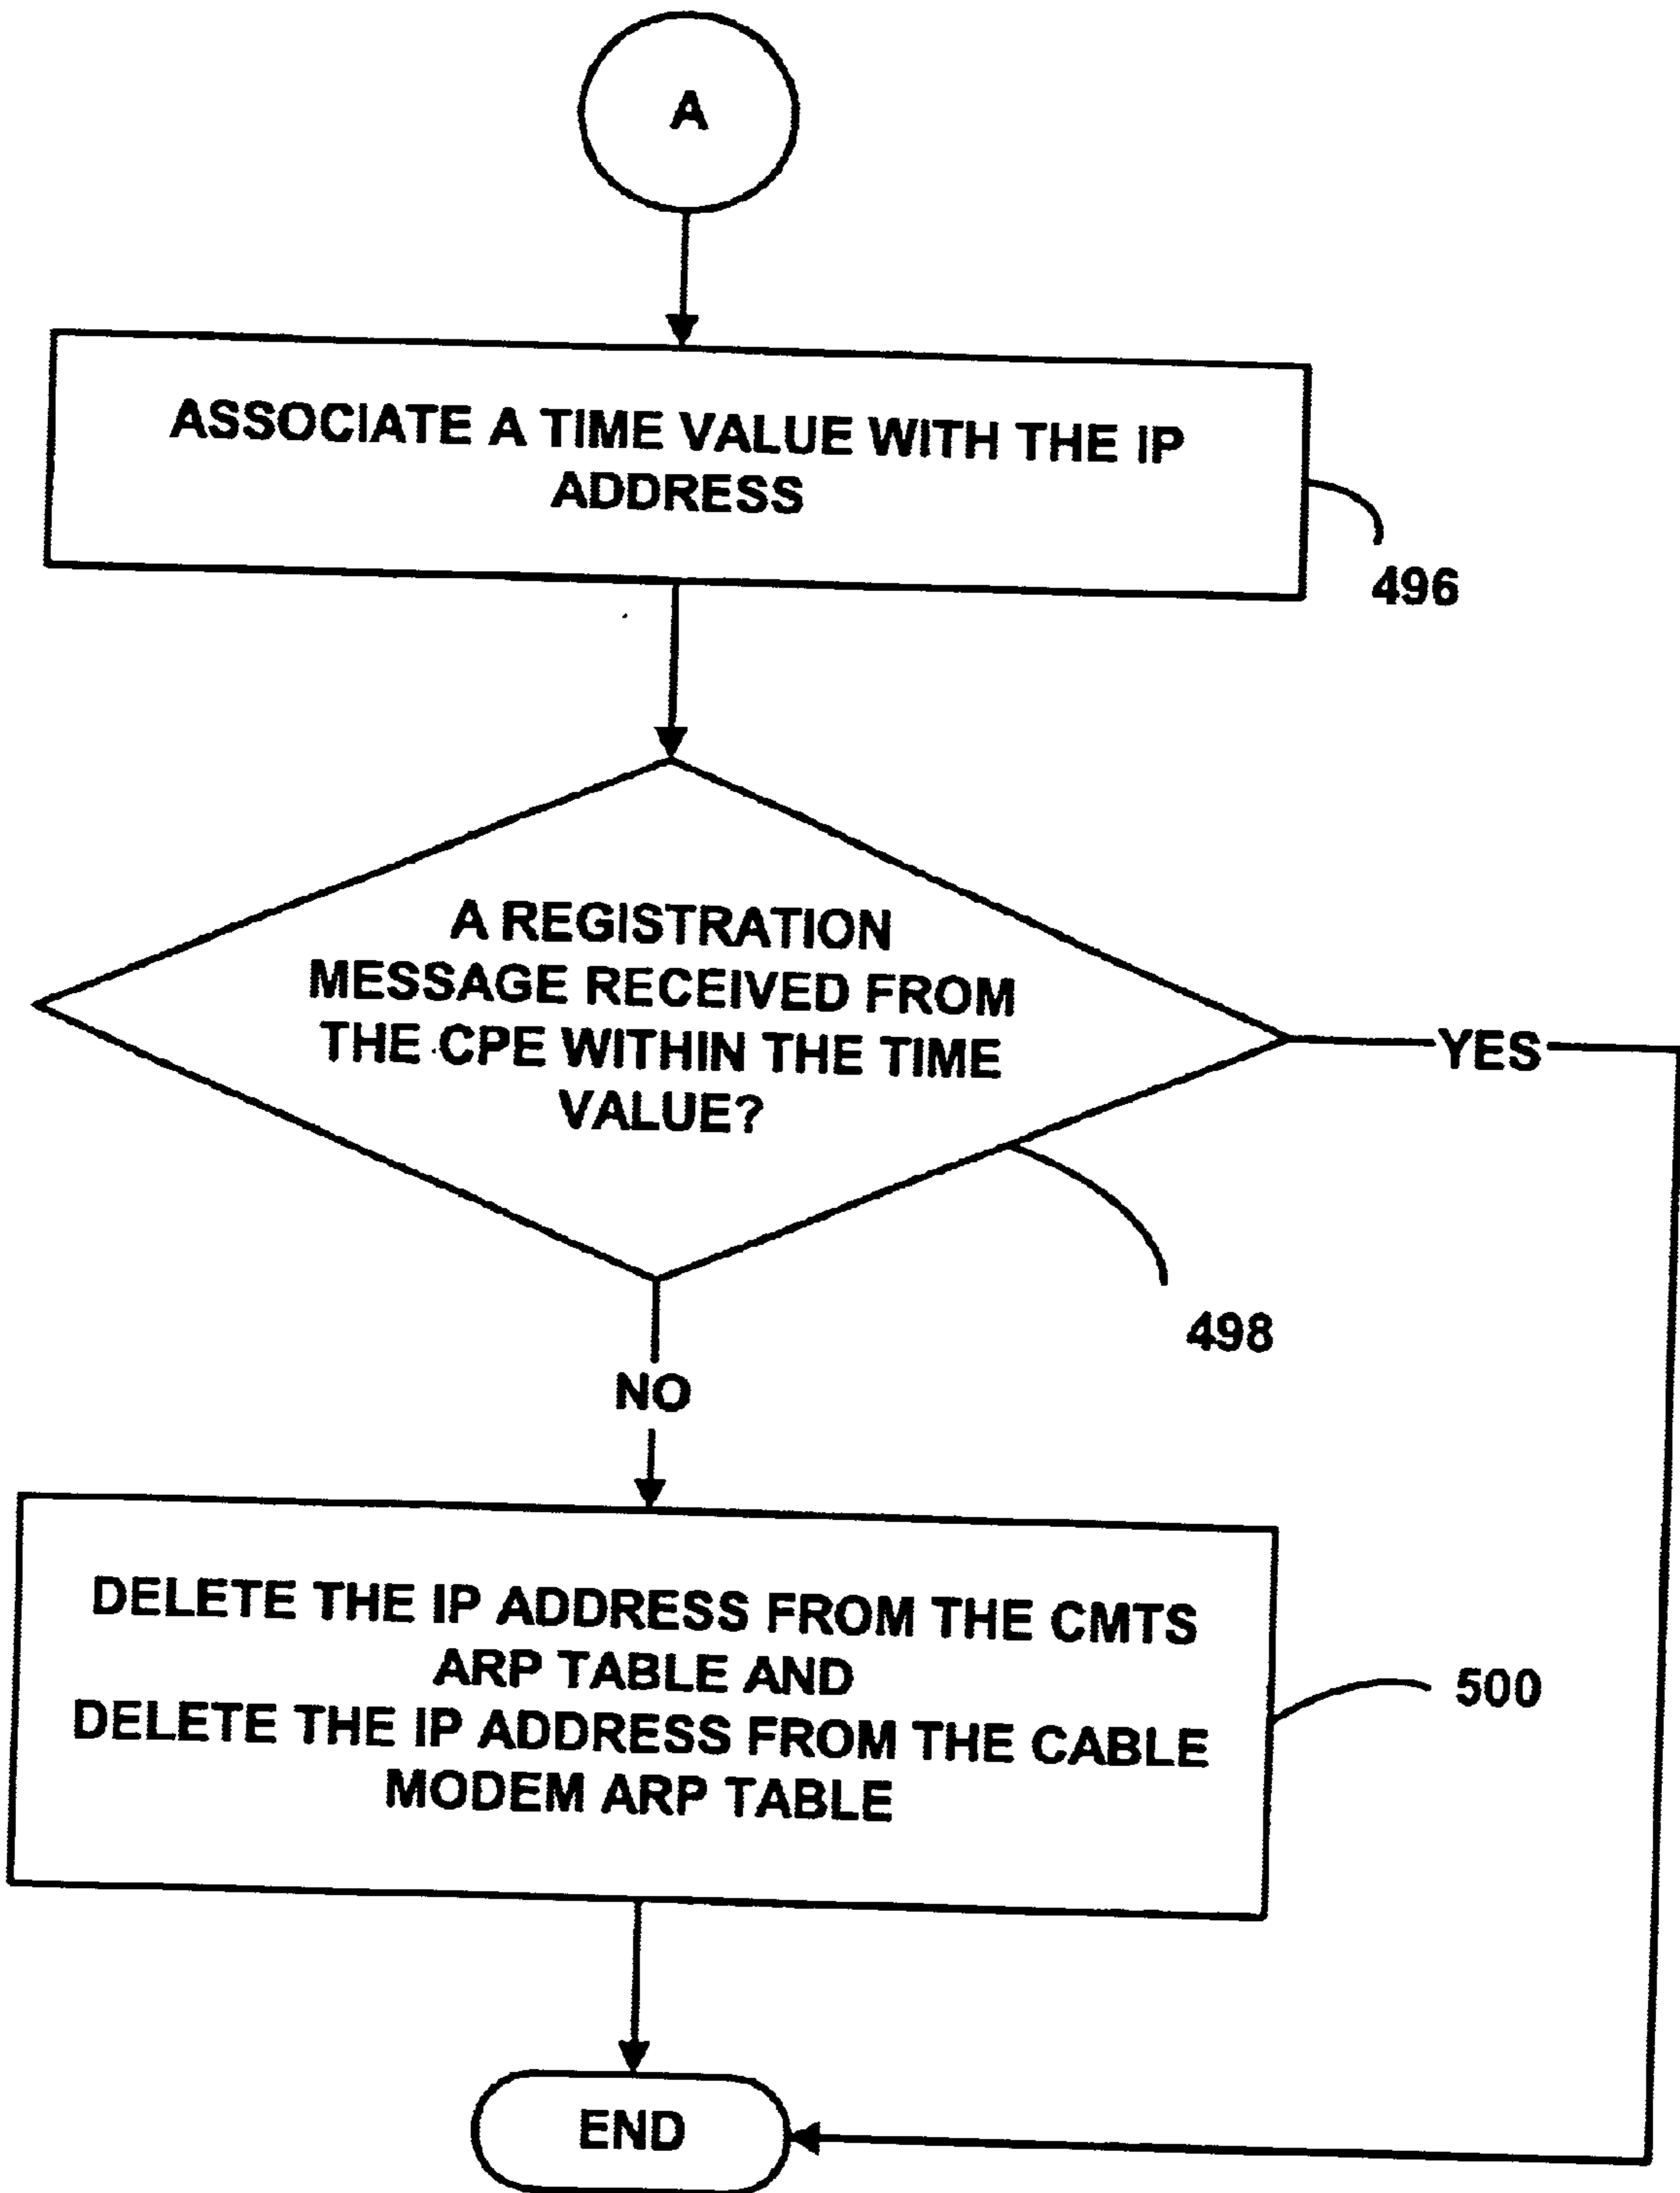 A
ASSOCIATE A TIME VALUE WITH THE IP
ADDRESS
496
A REGISTRATION
MESSAGE RECEIVED FROM
THE CPE WITHIN THE TIME
VALUE?
YES
498
NO
DELETE THE IP ADDRESS FROM THE CMTS
ARP TABLE AND
DELETE THE IP ADDRESS FROM THE CABLE
MODEM ARP TABLE
500
END